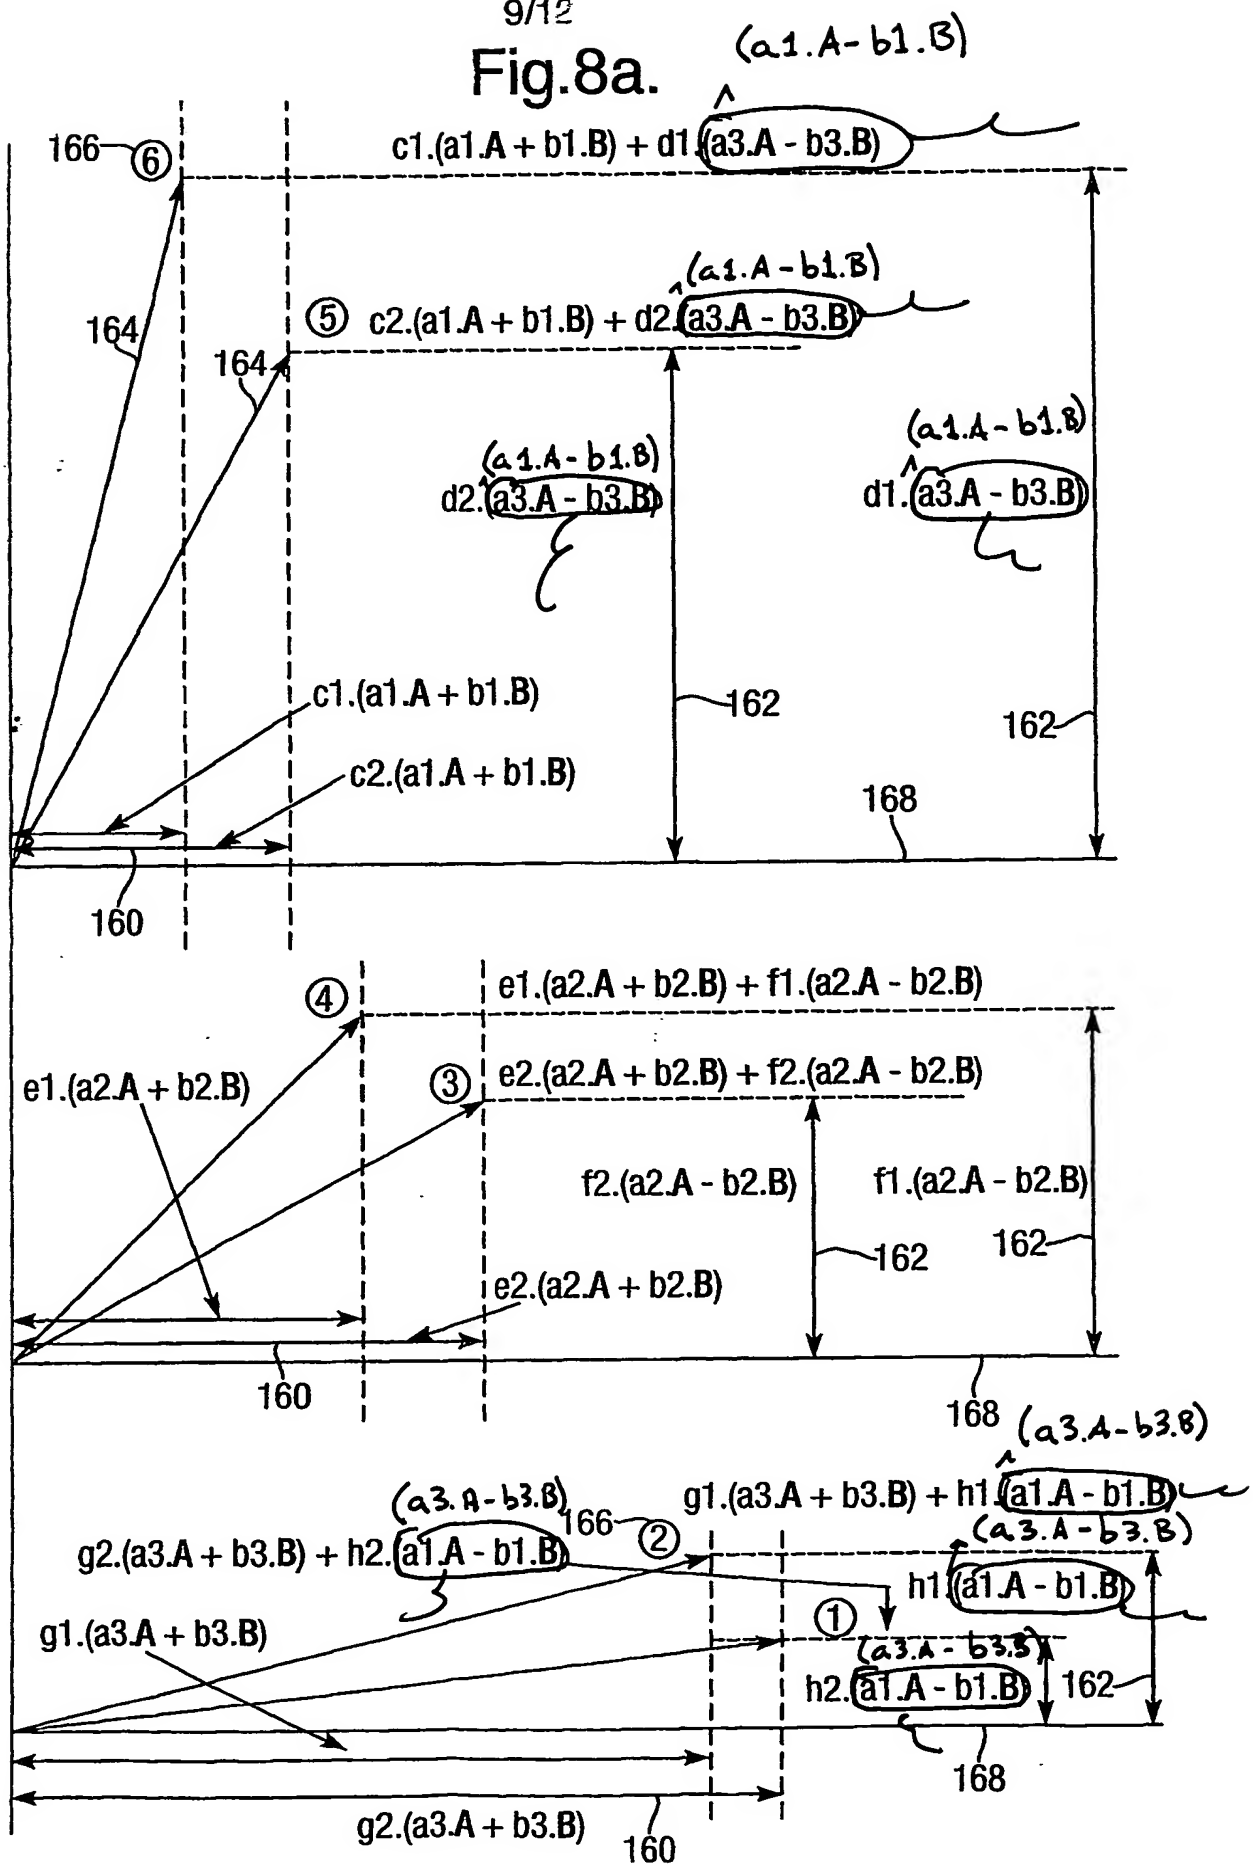 9/12
(a1.A-b1.B)
Fig.8a.
166 ⑥ c1.(a1.A + b1.B) + d1.(a3.A - b3.B)
(a1.A-b1.B)
⑤ c2.(a1.A + b1.B) + d2.(a3.A - b3.B)
164
164
(a1.A-b1.B)
(a1.A-b1.B)
d2.(a3.A - b3.B)
d1.(a3.A - b3.B)
c1.(a1.A + b1.B)
162
162
c2.(a1.A + b1.B)
168
160
④ e1.(a2.A + b2.B) + f1.(a2.A - b2.B)
③ e2.(a2.A + b2.B) + f2.(a2.A - b2.B)
e1.(a2.A + b2.B)
f2.(a2.A - b2.B)
f1.(a2.A - b2.B)
162
162
e2.(a2.A + b2.B)
160
168
(a3.A-b3.B)
g1.(a3.A + b3.B) + h1.(a1.A - b1.B)
(a3.A-b3.B)
166 ②
(a3.A-b3.B)
g2.(a3.A + b3.B) + h2.(a1.A - b1.B)
h1.(a1.A - b1.B)
①
g1.(a3.A + b3.B)
(a3.A-b3.B)
h2.(a1.A - b1.B)
162
168
g2.(a3.A + b3.B)
160